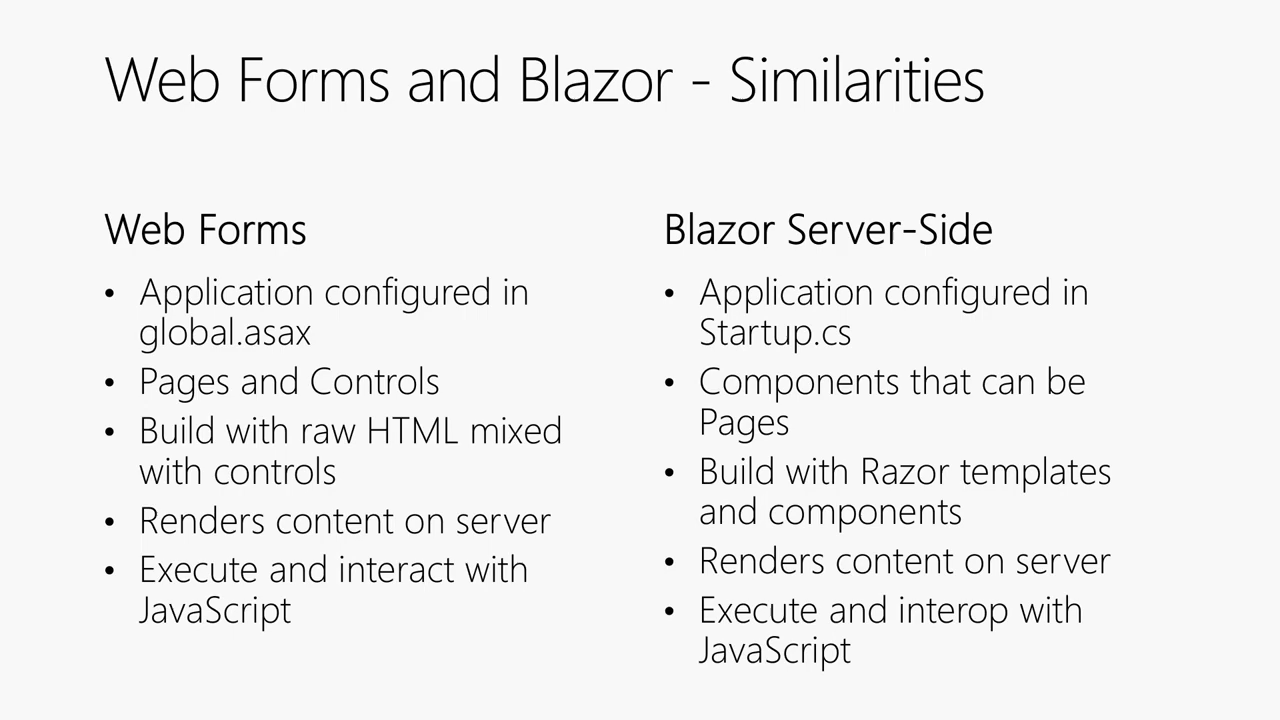 Web Forms and Blazor - Similarities
Web Forms
• Application configured in
global.asax
• Pages and Controls
• Build with raw HTML mixed
with controls
• Renders content on server
• Execute and interact with
JavaScript
Blazor Server-Side
• Application configured in
Startup.cs
• Components that can be
Pages
• Build with Razor templates
and components
• Renders content on server
• Execute and interop with
JavaScript